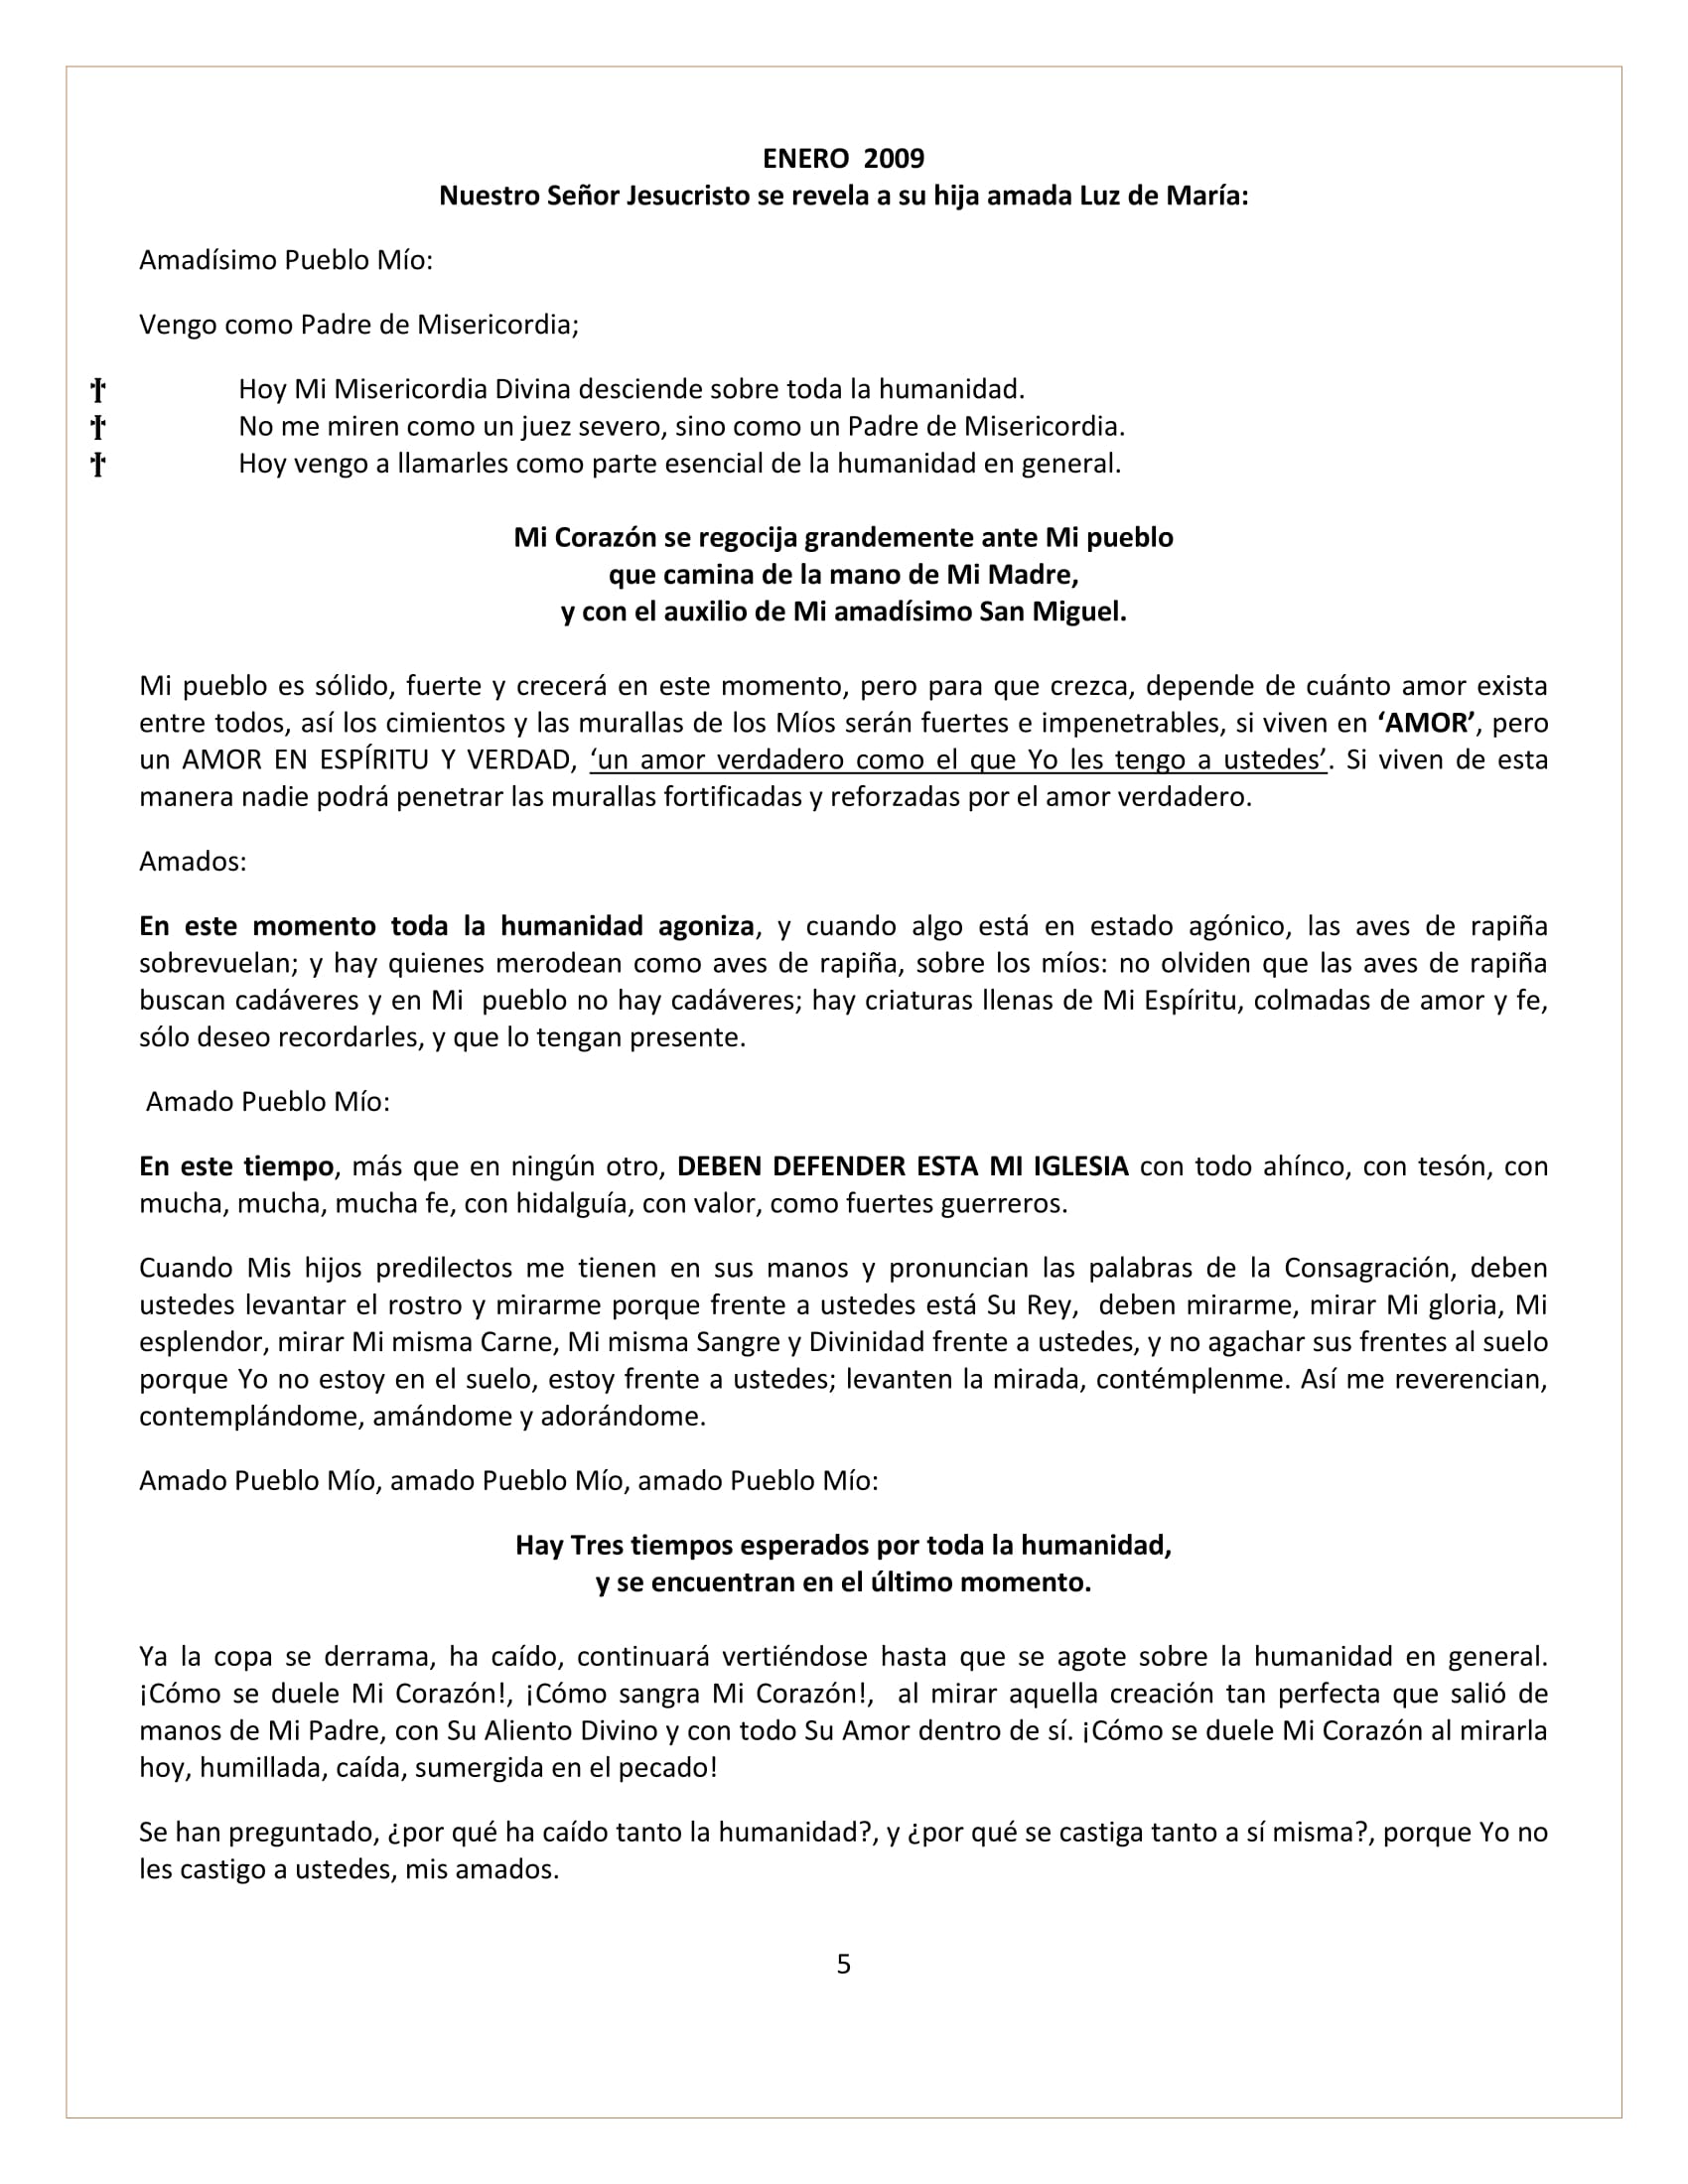 ENERO  2009
Nuestro Señor Jesucristo se revela a su hija amada Luz de María:
Amadísimo Pueblo Mío:
Vengo como Padre de Misericordia;
Hoy Mi Misericordia Divina desciende sobre toda la humanidad.
No me miren como un juez severo, sino como un Padre de Misericordia.
Hoy vengo a llamarles como parte esencial de la humanidad en general.
Mi Corazón se regocija grandemente ante Mi pueblo
que camina de la mano de Mi Madre,
y con el auxilio de Mi amadísimo San Miguel.
Mi pueblo es sólido, fuerte y crecerá en este momento, pero para que crezca, depende de cuánto amor exista
entre todos, así los cimientos y las murallas de los Míos serán fuertes e impenetrables, si viven en ‘AMOR’, pero
un AMOR EN ESPÍRITU Y VERDAD, ‘un amor verdadero como el que Yo les tengo a ustedes’. Si viven de esta
manera nadie podrá penetrar las murallas fortificadas y reforzadas por el amor verdadero.
Amados:
En este momento toda la humanidad agoniza, y cuando algo está en estado agónico, las aves de rapiña
sobrevuelan; y hay quienes merodean como aves de rapiña, sobre los míos: no olviden que las aves de rapiña
buscan cadáveres y en Mi  pueblo no hay cadáveres; hay criaturas llenas de Mi Espíritu, colmadas de amor y fe,
sólo deseo recordarles, y que lo tengan presente.
Amado Pueblo Mío:
En este tiempo, más que en ningún otro, DEBEN DEFENDER ESTA MI IGLESIA con todo ahínco, con tesón, con
mucha, mucha, mucha fe, con hidalguía, con valor, como fuertes guerreros.
Cuando Mis hijos predilectos me tienen en sus manos y pronuncian las palabras de la Consagración, deben
ustedes levantar el rostro y mirarme porque frente a ustedes está Su Rey,  deben mirarme, mirar Mi gloria, Mi
esplendor, mirar Mi misma Carne, Mi misma Sangre y Divinidad frente a ustedes, y no agachar sus frentes al suelo
porque Yo no estoy en el suelo, estoy frente a ustedes; levanten la mirada, contémplenme. Así me reverencian,
contemplándome, amándome y adorándome.
Amado Pueblo Mío, amado Pueblo Mío, amado Pueblo Mío:
Hay Tres tiempos esperados por toda la humanidad,
y se encuentran en el último momento.
Ya la copa se derrama, ha caído, continuará vertiéndose hasta que se agote sobre la humanidad en general.
¡Cómo se duele Mi Corazón!, ¡Cómo sangra Mi Corazón!,  al mirar aquella creación tan perfecta que salió de
manos de Mi Padre, con Su Aliento Divino y con todo Su Amor dentro de sí. ¡Cómo se duele Mi Corazón al mirarla
hoy, humillada, caída, sumergida en el pecado!
Se han preguntado, ¿por qué ha caído tanto la humanidad?, y ¿por qué se castiga tanto a sí misma?, porque Yo no
les castigo a ustedes, mis amados.
5